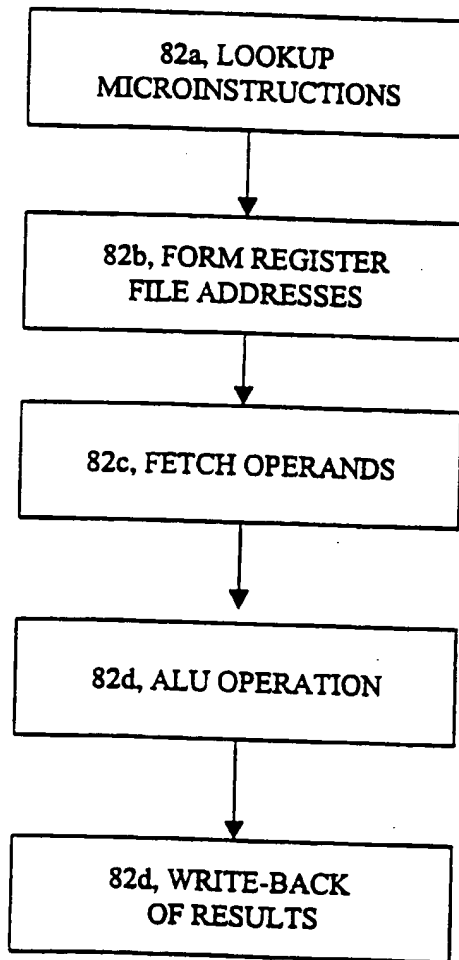 82a, LOOKUP
MICROINSTRUCTIONS
82b, FORM REGISTER
FILE ADDRESSES
82c, FETCH OPERANDS
82d, ALU OPERATION
82d, WRITE-BACK
OF RESULTS